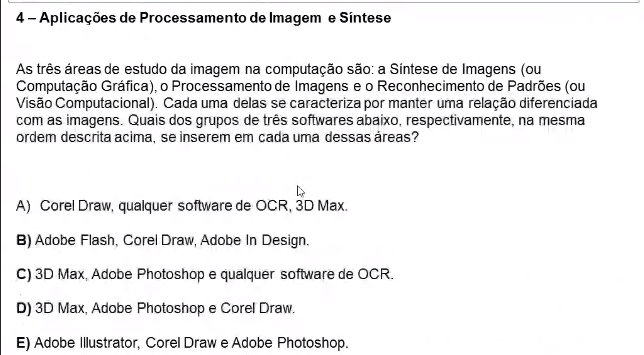 4 – Aplicações de Processamento de Imagem e Síntese
As três áreas de estudo da imagem na computação são: a Síntese de Imagens (ou
Computação Gráfica), o Processamento de Imagens e o Reconhecimento de Padrões (ou
Visão Computacional). Cada uma delas se caracteriza por manter uma relação diferenciada
com as imagens. Quais dos grupos de três softwares abaixo, respectivamente, na mesma
ordem descrita acima, se inserem em cada uma dessas áreas?
A) Corel Draw, qualquer software de OCR, 3D Max.
B) Adobe Flash, Corel Draw, Adobe In Design.
C) 3D Max, Adobe Photoshop e qualquer software de OCR.
D) 3D Max, Adobe Photoshop e Corel Draw.
E) Adobe Illustrator, Corel Draw e Adobe Photoshop.